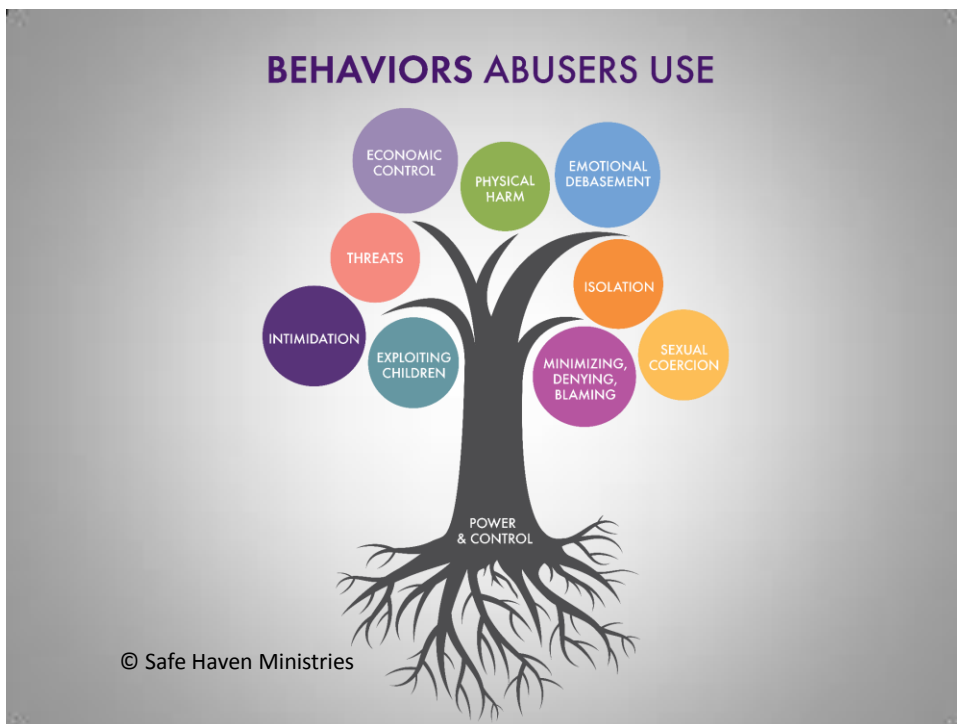 BEHAVIORS ABUSERS USE
ECONOMIC
CONTROL
PHYSICAL
HARM
EMOTIONAL
DEBASEMENT
THREATS
ISOLATION
INTIMIDATION
EXPLOITING
CHILDREN
MINIMIZING,
DENYING,
BLAMING
SEXUAL
COERCION
POWER
& CONTROL
© Safe Haven Ministries